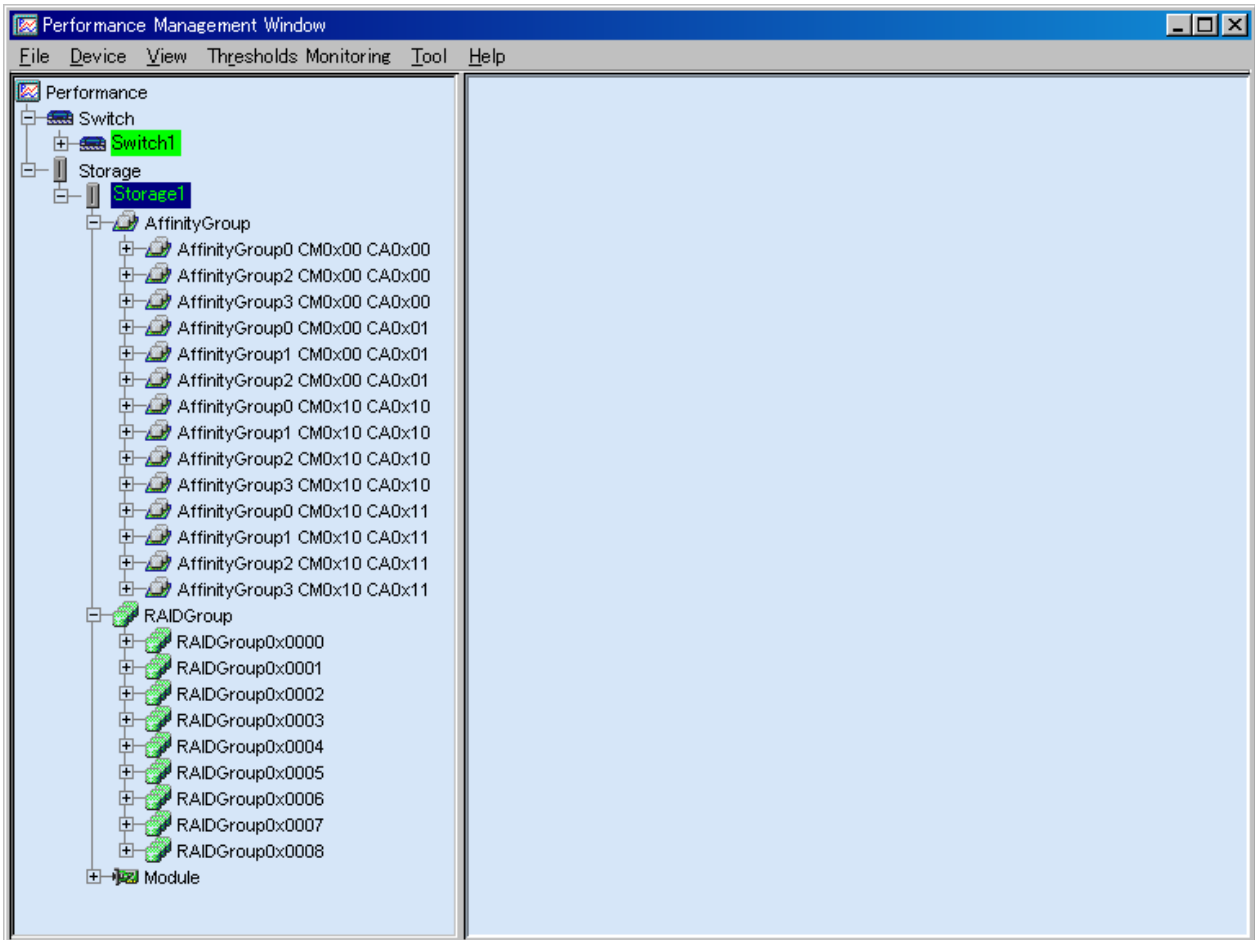 Performance Management Window
File Device View Thresholds Monitoring Tool Help
Performance
Switch
Switch1
Storage
Storage1
AffinityGroup
AffinityGroup0 CM0x00 CA0x00
AffinityGroup2 CM0x00 CA0x00
AffinityGroup3 CM0x00 CA0x00
AffinityGroup0 CM0x00 CA0x01
AffinityGroup1 CM0x00 CA0x01
AffinityGroup2 CM0x00 CA0x01
AffinityGroup0 CM0x10 CA0x10
AffinityGroup1 CM0x10 CA0x10
AffinityGroup2 CM0x10 CA0x10
AffinityGroup3 CM0x10 CA0x10
AffinityGroup0 CM0x10 CA0x11
AffinityGroup1 CM0x10 CA0x11
AffinityGroup2 CM0x10 CA0x11
AffinityGroup3 CM0x10 CA0x11
RAIDGroup
RAIDGroup0x0000
RAIDGroup0x0001
RAIDGroup0x0002
RAIDGroup0x0003
RAIDGroup0x0004
RAIDGroup0x0005
RAIDGroup0x0006
RAIDGroup0x0007
RAIDGroup0x0008
Module